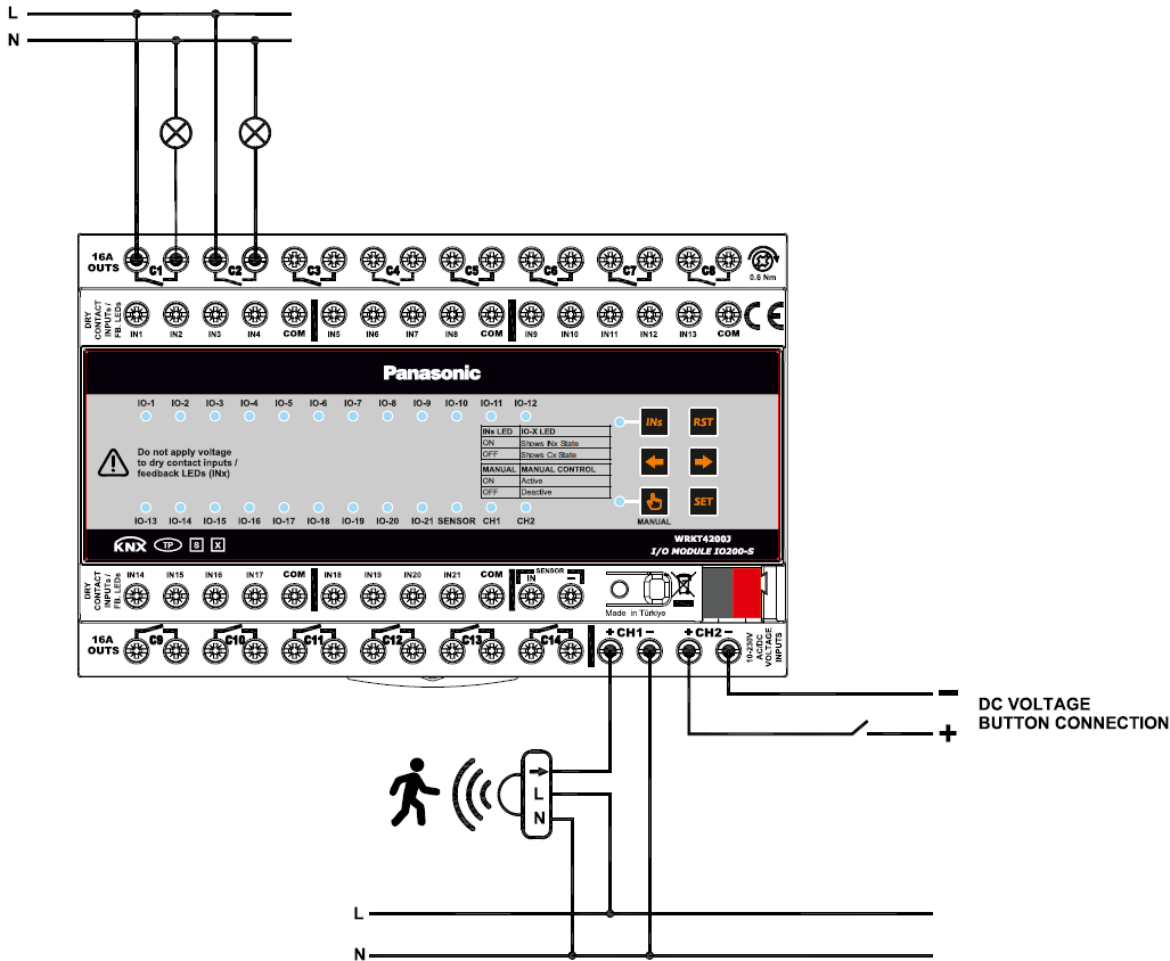 L
N
16A
OUTS
C1 C2 C3 C4 C5 C6 C7 C8
0.5 Nm
DRY
CONTACT
INPUTS /
FB. LEDs
IN1 IN2 IN3 IN4 COM IN5 IN6 IN7 IN8 COM IN9 IN10 IN11 IN12 IN13 COM
CE
Panasonic
IO-1 IO-2 IO-3 IO-4 IO-5 IO-6 IO-7 IO-8 IO-9 IO-10 IO-11 IO-12
INs RST
INs LED IO-X LED
ON Shows INx State
OFF Shows Cx State
MANUAL MANUAL CONTROL
ON Active
OFF Deactive
Do not apply voltage
to dry contact inputs /
feedback LEDs (INx)
SET
IO-13 IO-14 IO-15 IO-16 IO-17 IO-18 IO-19 IO-20 IO-21 SENSOR CH1 CH2
MANUAL
KNX TP S X
WRKT4200J
I/O MODULE IO200-S
DRY
CONTACT
INPUTs /
FB. LEDs
IN14 IN15 IN16 IN17 COM IN18 IN19 IN20 IN21 COM
SENSOR
IN −
Made in Türkiye
16A
OUTS
C9 C10 C11 C12 C13 C14
+ CH1 − + CH2 −
10-230V
AC/DC
VOLTAGE
INPUTS
−
DC VOLTAGE
BUTTON CONNECTION
+
L
N
L
N